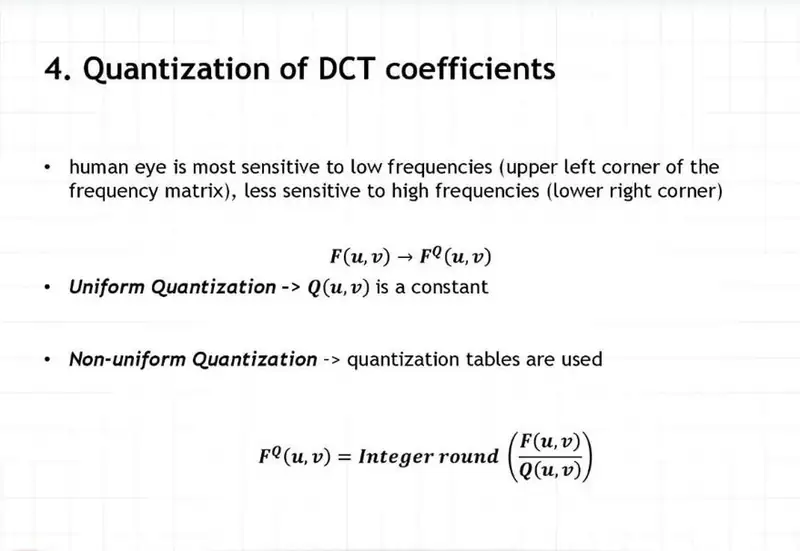 4. Quantization of DCT coefficients
• human eye is most sensitive to low frequencies (upper left corner of the
frequency matrix), less sensitive to high frequencies (lower right corner)
F(u,v) → F^Q(u,v)
• Uniform Quantization -> Q(u,v) is a constant
• Non-uniform Quantization -> quantization tables are used
F^Q(u,v) = Integer round (F(u,v)/Q(u,v))